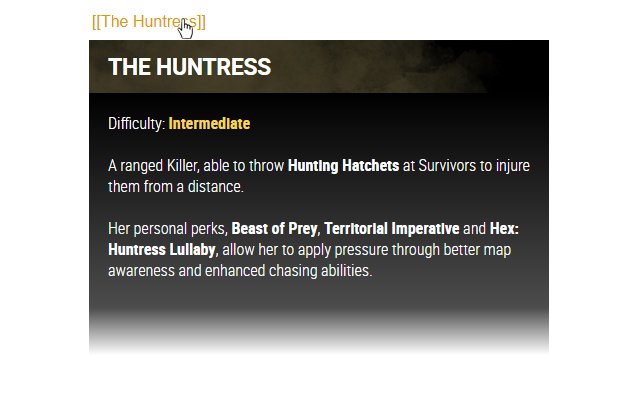 [[The Huntress]]
THE HUNTRESS
Difficulty: Intermediate
A ranged Killer, able to throw Hunting Hatchets at Survivors to injure
them from a distance.
Her personal perks, Beast of Prey, Territorial Imperative and Hex:
Huntress Lullaby, allow her to apply pressure through better map
awareness and enhanced chasing abilities.